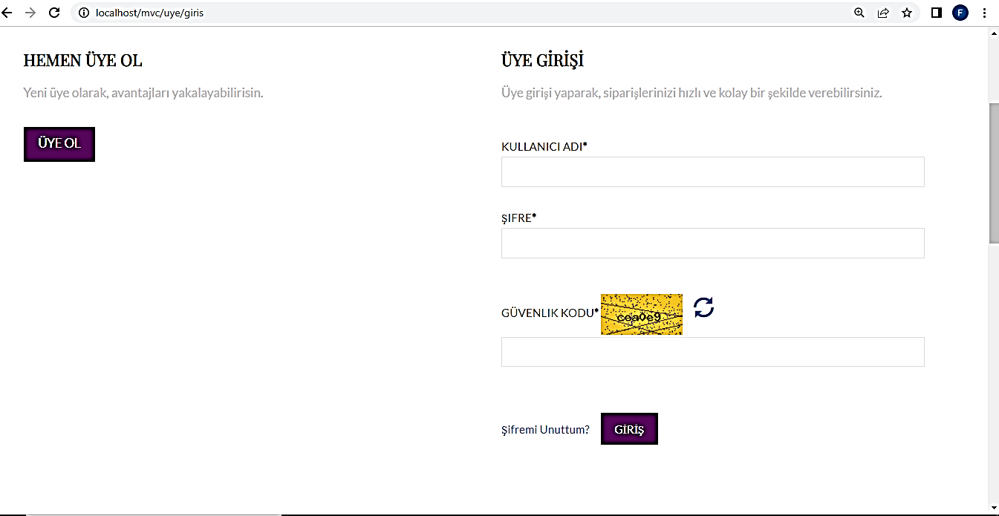 localhost/mvc/uye/giris
F
HEMEN ÜYE OL
Yeni üye olarak, avantajları yakalayabilirisin.
ÜYE OL
ÜYE GİRİŞİ
Üye girişi yaparak, siparişlerinizi hızlı ve kolay bir şekilde verebilirsiniz.
KULLANICI ADI*
ŞIFRE*
GÜVENLIK KODU*
cea0e9
Şifremi Unuttum?
GİRİŞ